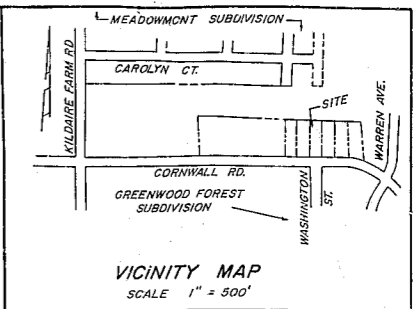 MEADOWMONT SUBDIVISION
KILDAIRE FARM RD.
CAROLYN CT.
SITE
WARREN AVE.
CORNWALL RD.
GREENWOOD FOREST
SUBDIVISION
WASHINGTON
ST.
VICINITY MAP
SCALE 1" = 500'